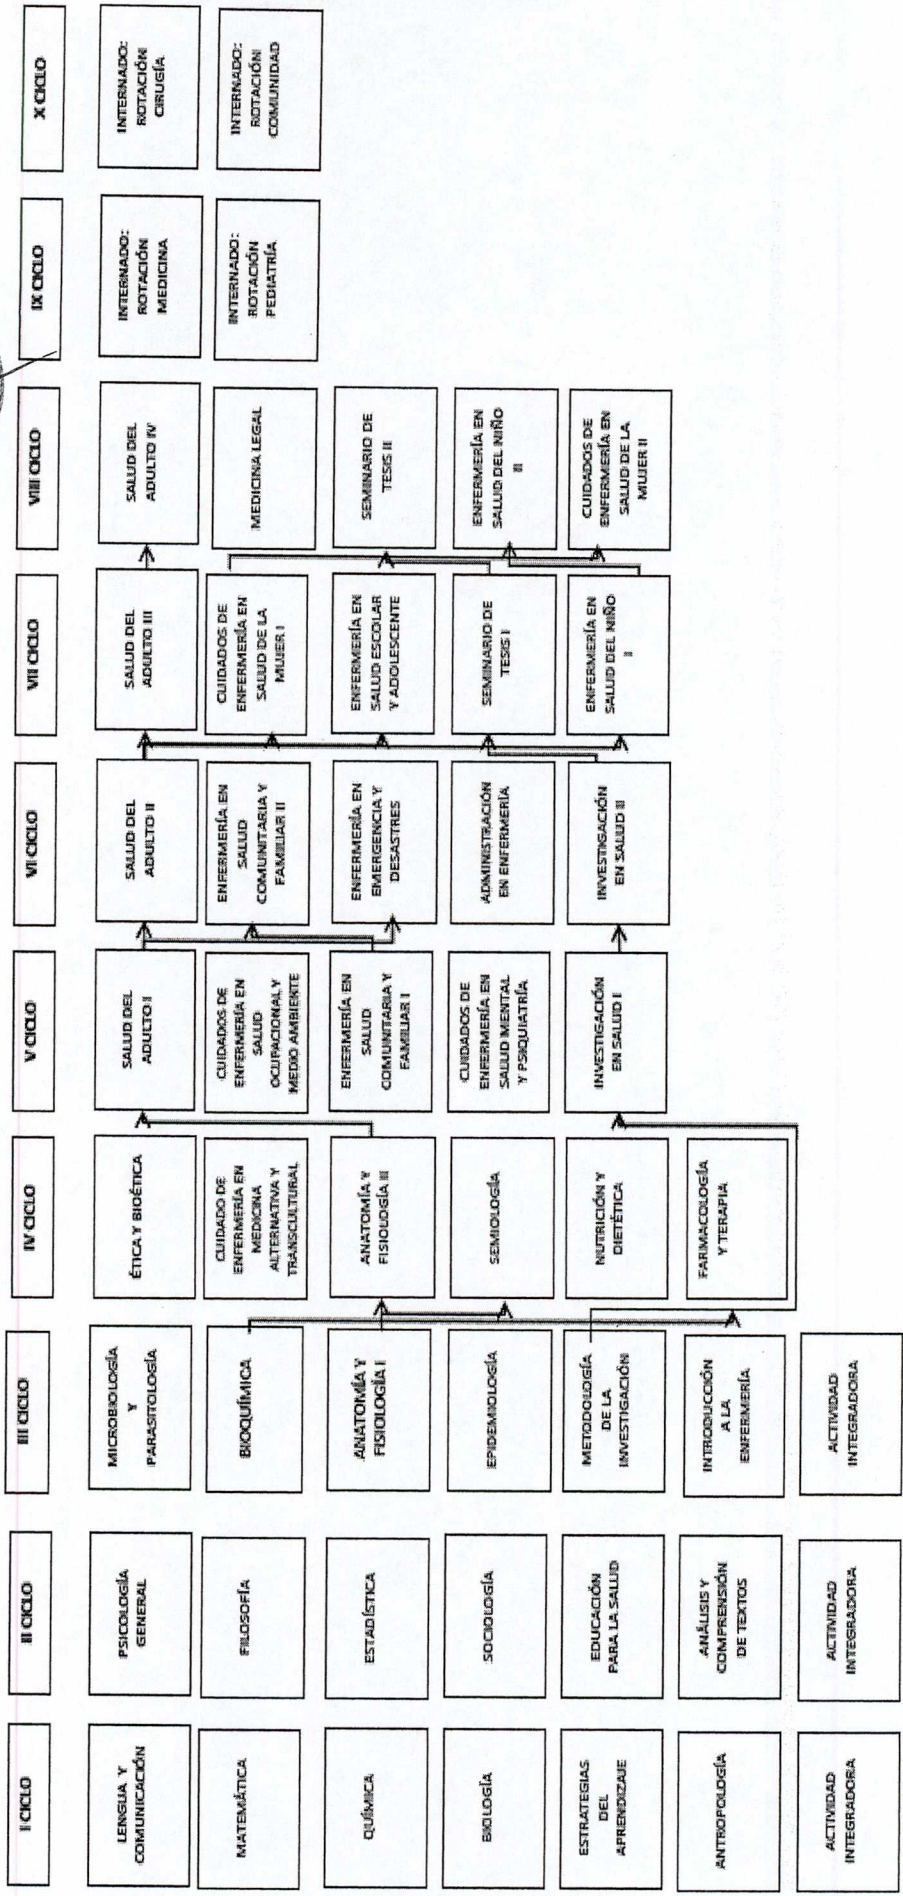 I CICLO
LENGUA Y
COMUNICACIÓN
MATEMÁTICA
QUÍMICA
BIOLOGÍA
ESTRATEGIAS
DEL
APRENDIZAJE
ANTROPOLOGÍA
ACTIVIDAD
INTEGRADORA
II CICLO
PSICOLOGÍA
GENERAL
FILOSOFÍA
ESTADÍSTICA
SOCIOLOGÍA
EDUCACIÓN
PARA LA SALUD
ANÁLISIS Y
COMPRENSIÓN
DE TEXTOS
ACTIVIDAD
INTEGRADORA
III CICLO
MICROBIOLOGÍA
Y
PARASITOLOGÍA
BIOQUÍMICA
ANATOMÍA Y
FISIOLOGÍA I
EPIDEMIOLOGÍA
METODOLOGÍA
DE LA
INVESTIGACIÓN
INTRODUCCIÓN
A LA
ENFERMERÍA
ACTIVIDAD
INTEGRADORA
IV CICLO
ÉTICA Y BIOÉTICA
CUIDADO DE
ENFERMERÍA EN
MEDICINA
ALTERNATIVA Y
TRANSCULTURAL
ANATOMÍA Y
FISIOLOGÍA II
SEMIOLOGÍA
NUTRICIÓN Y
DIETÉTICA
FARMACOLOGÍA
Y TERAPIA
V CICLO
SALUD DEL
ADULTO I
CUIDADOS DE
ENFERMERÍA EN
SALUD
OCUPACIONAL Y
MEDIO AMBIENTE
ENFERMERÍA EN
SALUD
COMUNITARIA Y
FAMILIAR I
CUIDADOS DE
ENFERMERÍA EN
SALUD MENTAL
Y PSIQUIATRÍA
INVESTIGACIÓN
EN SALUD I
VI CICLO
SALUD DEL
ADULTO II
ENFERMERÍA EN
SALUD
COMUNITARIA Y
FAMILIAR II
ENFERMERÍA EN
EMERGENCIA Y
DESASTRES
ADMINISTRACIÓN
EN ENFERMERÍA
INVESTIGACIÓN
EN SALUD II
VII CICLO
SALUD DEL
ADULTO III
CUIDADOS DE
ENFERMERÍA EN
SALUD DE LA
MUJER I
ENFERMERÍA EN
SALUD ESCOLAR
Y ADOLESCENTE
SEMINARIO DE
TESIS I
ENFERMERÍA EN
SALUD DEL NIÑO
I
VIII CICLO
SALUD DEL
ADULTO IV
MEDICINA LEGAL
SEMINARIO DE
TESIS II
ENFERMERÍA EN
SALUD DEL NIÑO
II
CUIDADOS DE
ENFERMERÍA EN
SALUD DE LA
MUJER II
IX CICLO
INTERNADO:
ROTACIÓN
MEDICINA
INTERNADO:
ROTACIÓN
PEDIATRÍA
X CICLO
INTERNADO:
ROTACIÓN
CIRUGÍA
INTERNADO:
ROTACIÓN
COMUNIDAD